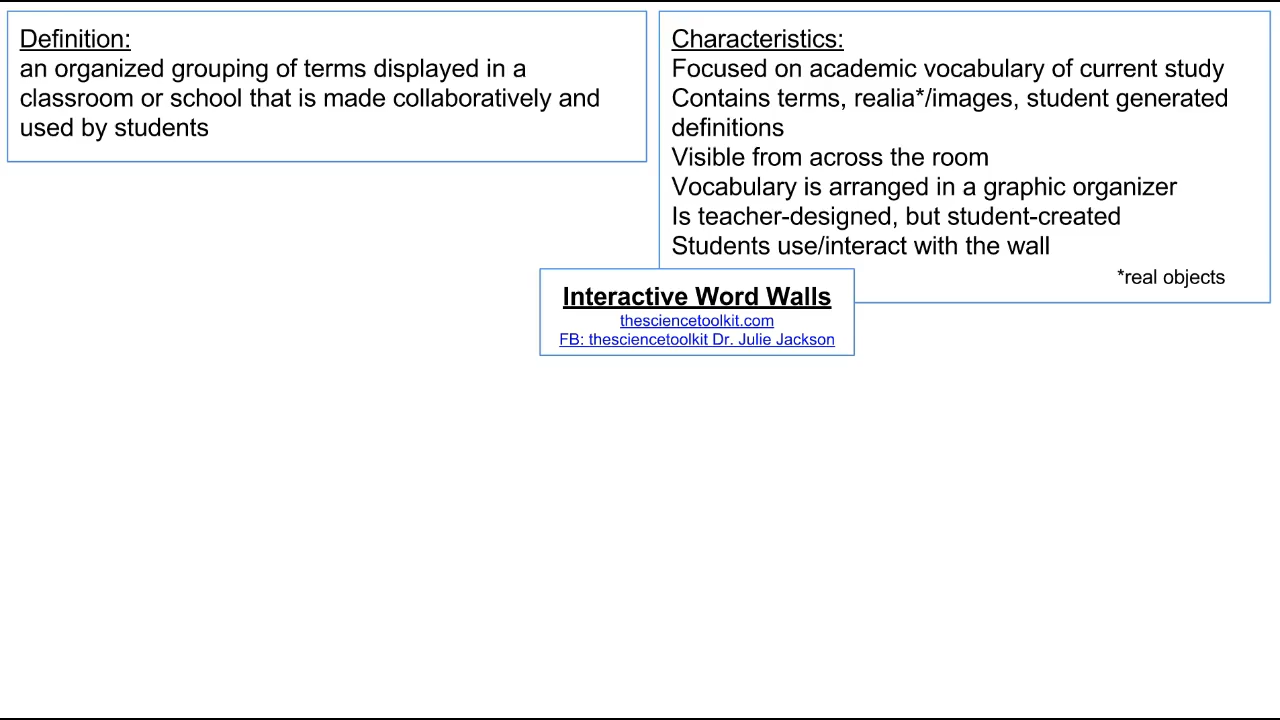 Definition:
an organized grouping of terms displayed in a
classroom or school that is made collaboratively and
used by students
Characteristics:
Focused on academic vocabulary of current study
Contains terms, realia*/images, student generated
definitions
Visible from across the room
Vocabulary is arranged in a graphic organizer
Is teacher-designed, but student-created
Students use/interact with the wall
*real objects
Interactive Word Walls
thesciencetoolkit.com
FB: thesciencetoolkit Dr. Julie Jackson